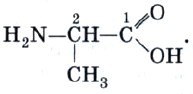 O
2 1
H₂N—CH—C
OH.
CH₃